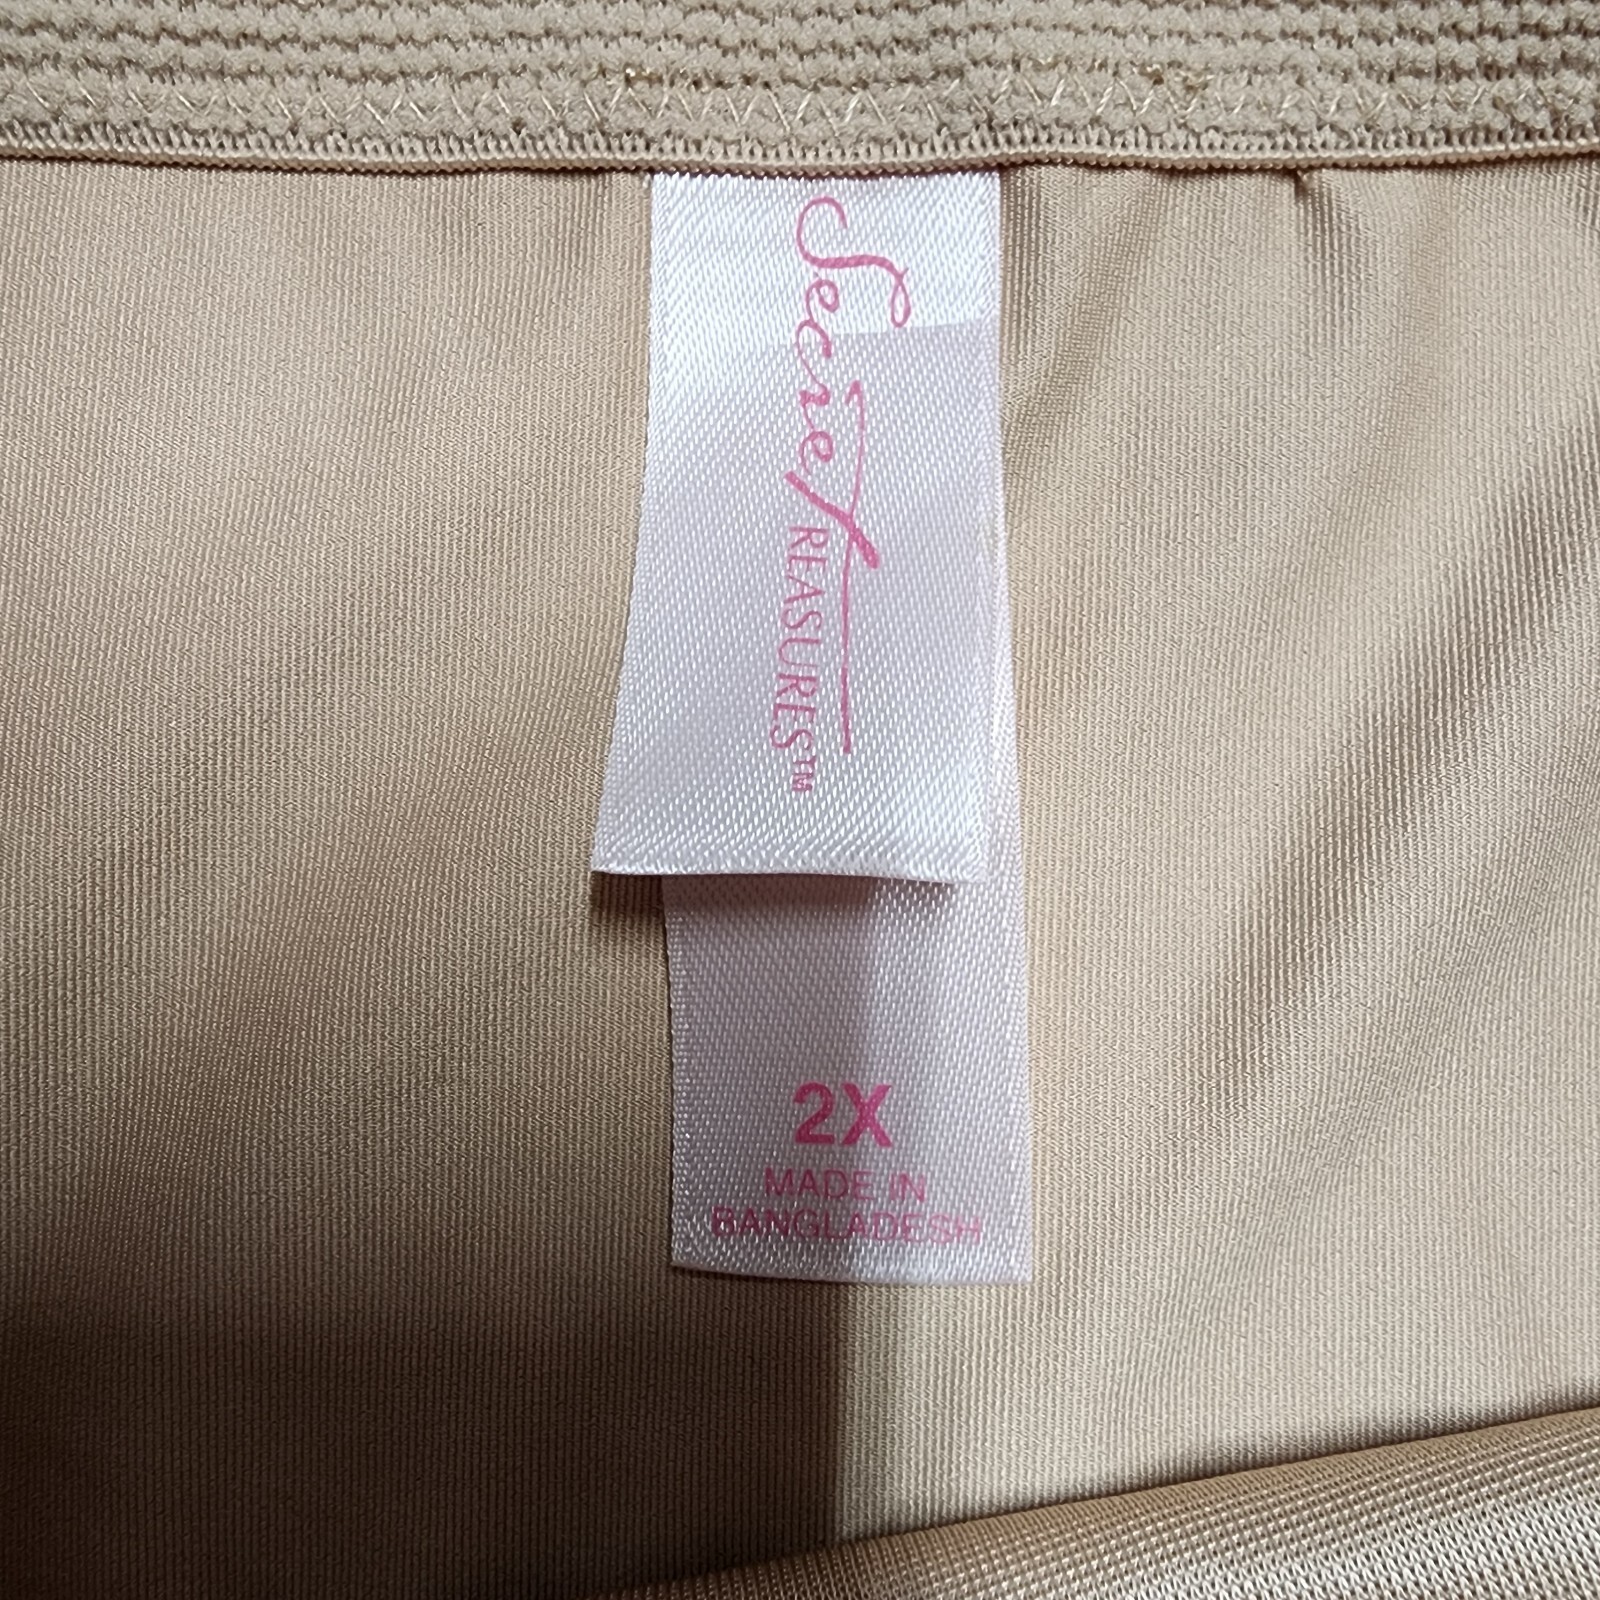 Secret TREASURES™
2X
MADE IN
BANGLADESH